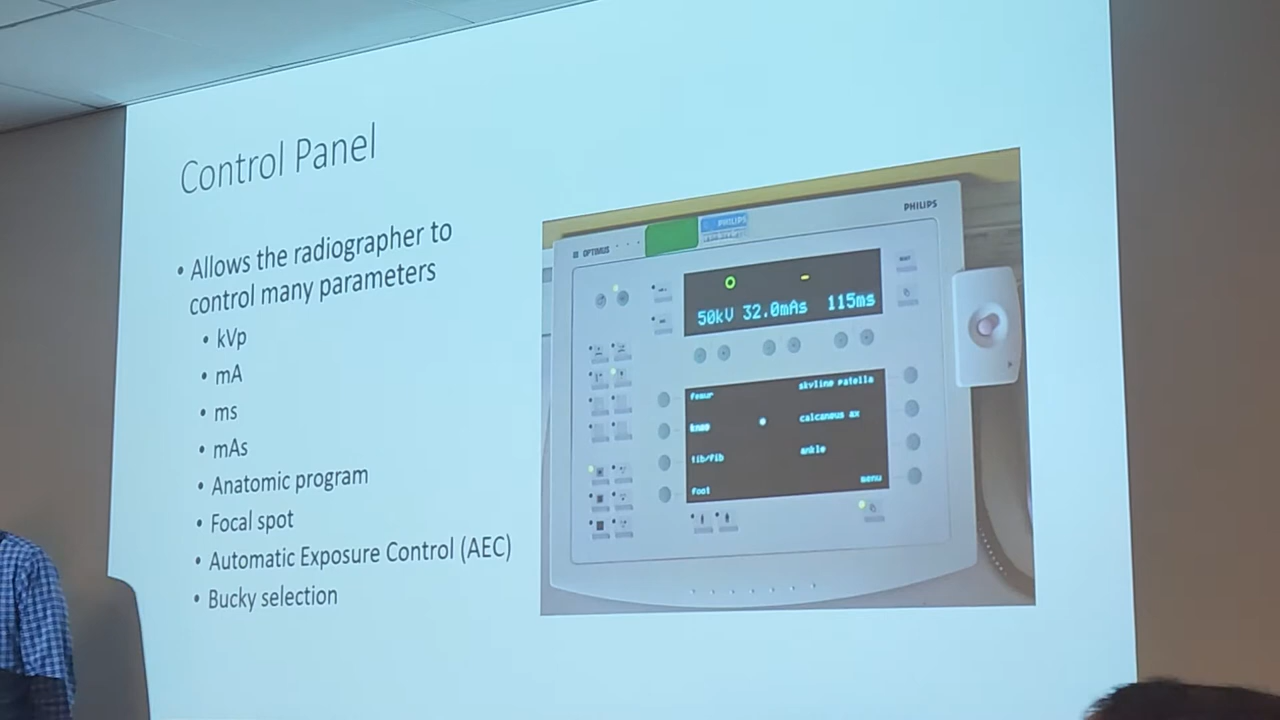 Control Panel
• Allows the radiographer to
control many parameters
• kVp
• mA
• ms
• mAs
• Anatomic program
• Focal spot
• Automatic Exposure Control (AEC)
• Bucky selection
OPTIMUS
PHILIPS
PHILIPS
50kV 32.0mAs 115ms
femur
skyline patella
knee
calcaneus ax
tib/fib
ankle
foot
menu